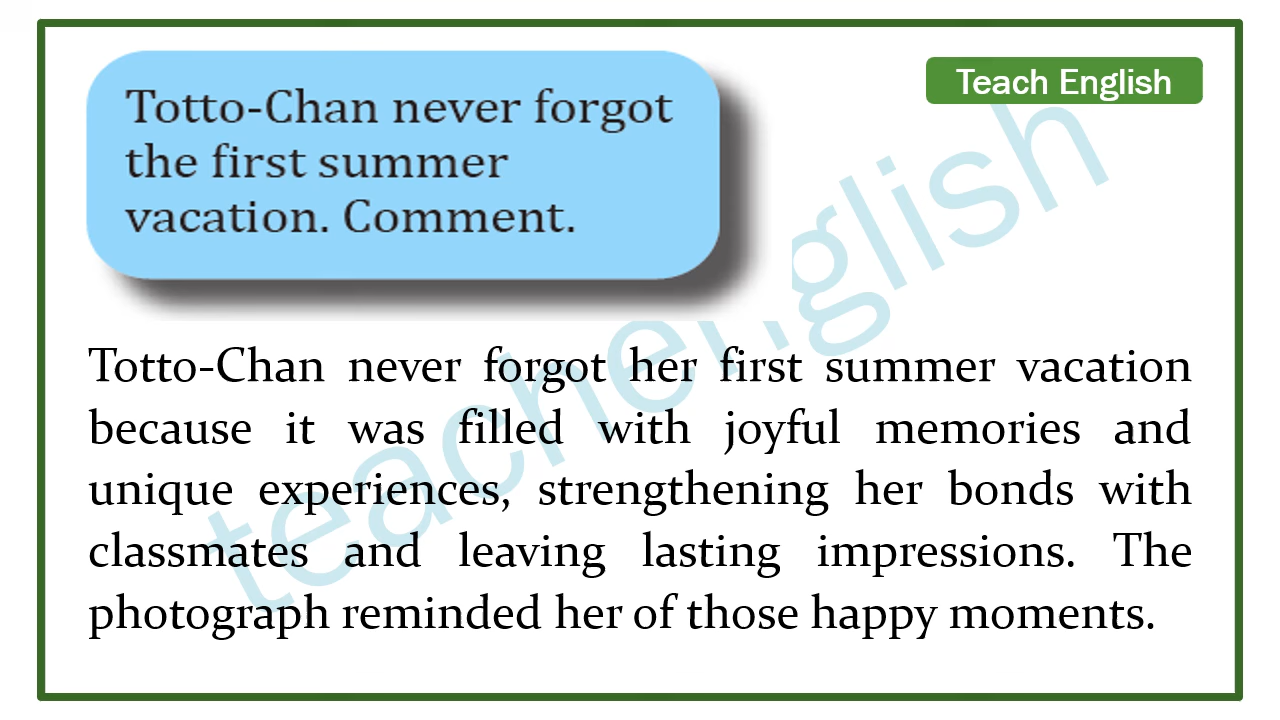 Totto-Chan never forgot
the first summer
vacation. Comment.
Teach English
Totto-Chan never forgot her first summer vacation
because it was filled with joyful memories and
unique experiences, strengthening her bonds with
classmates and leaving lasting impressions. The
photograph reminded her of those happy moments.
teachenglish